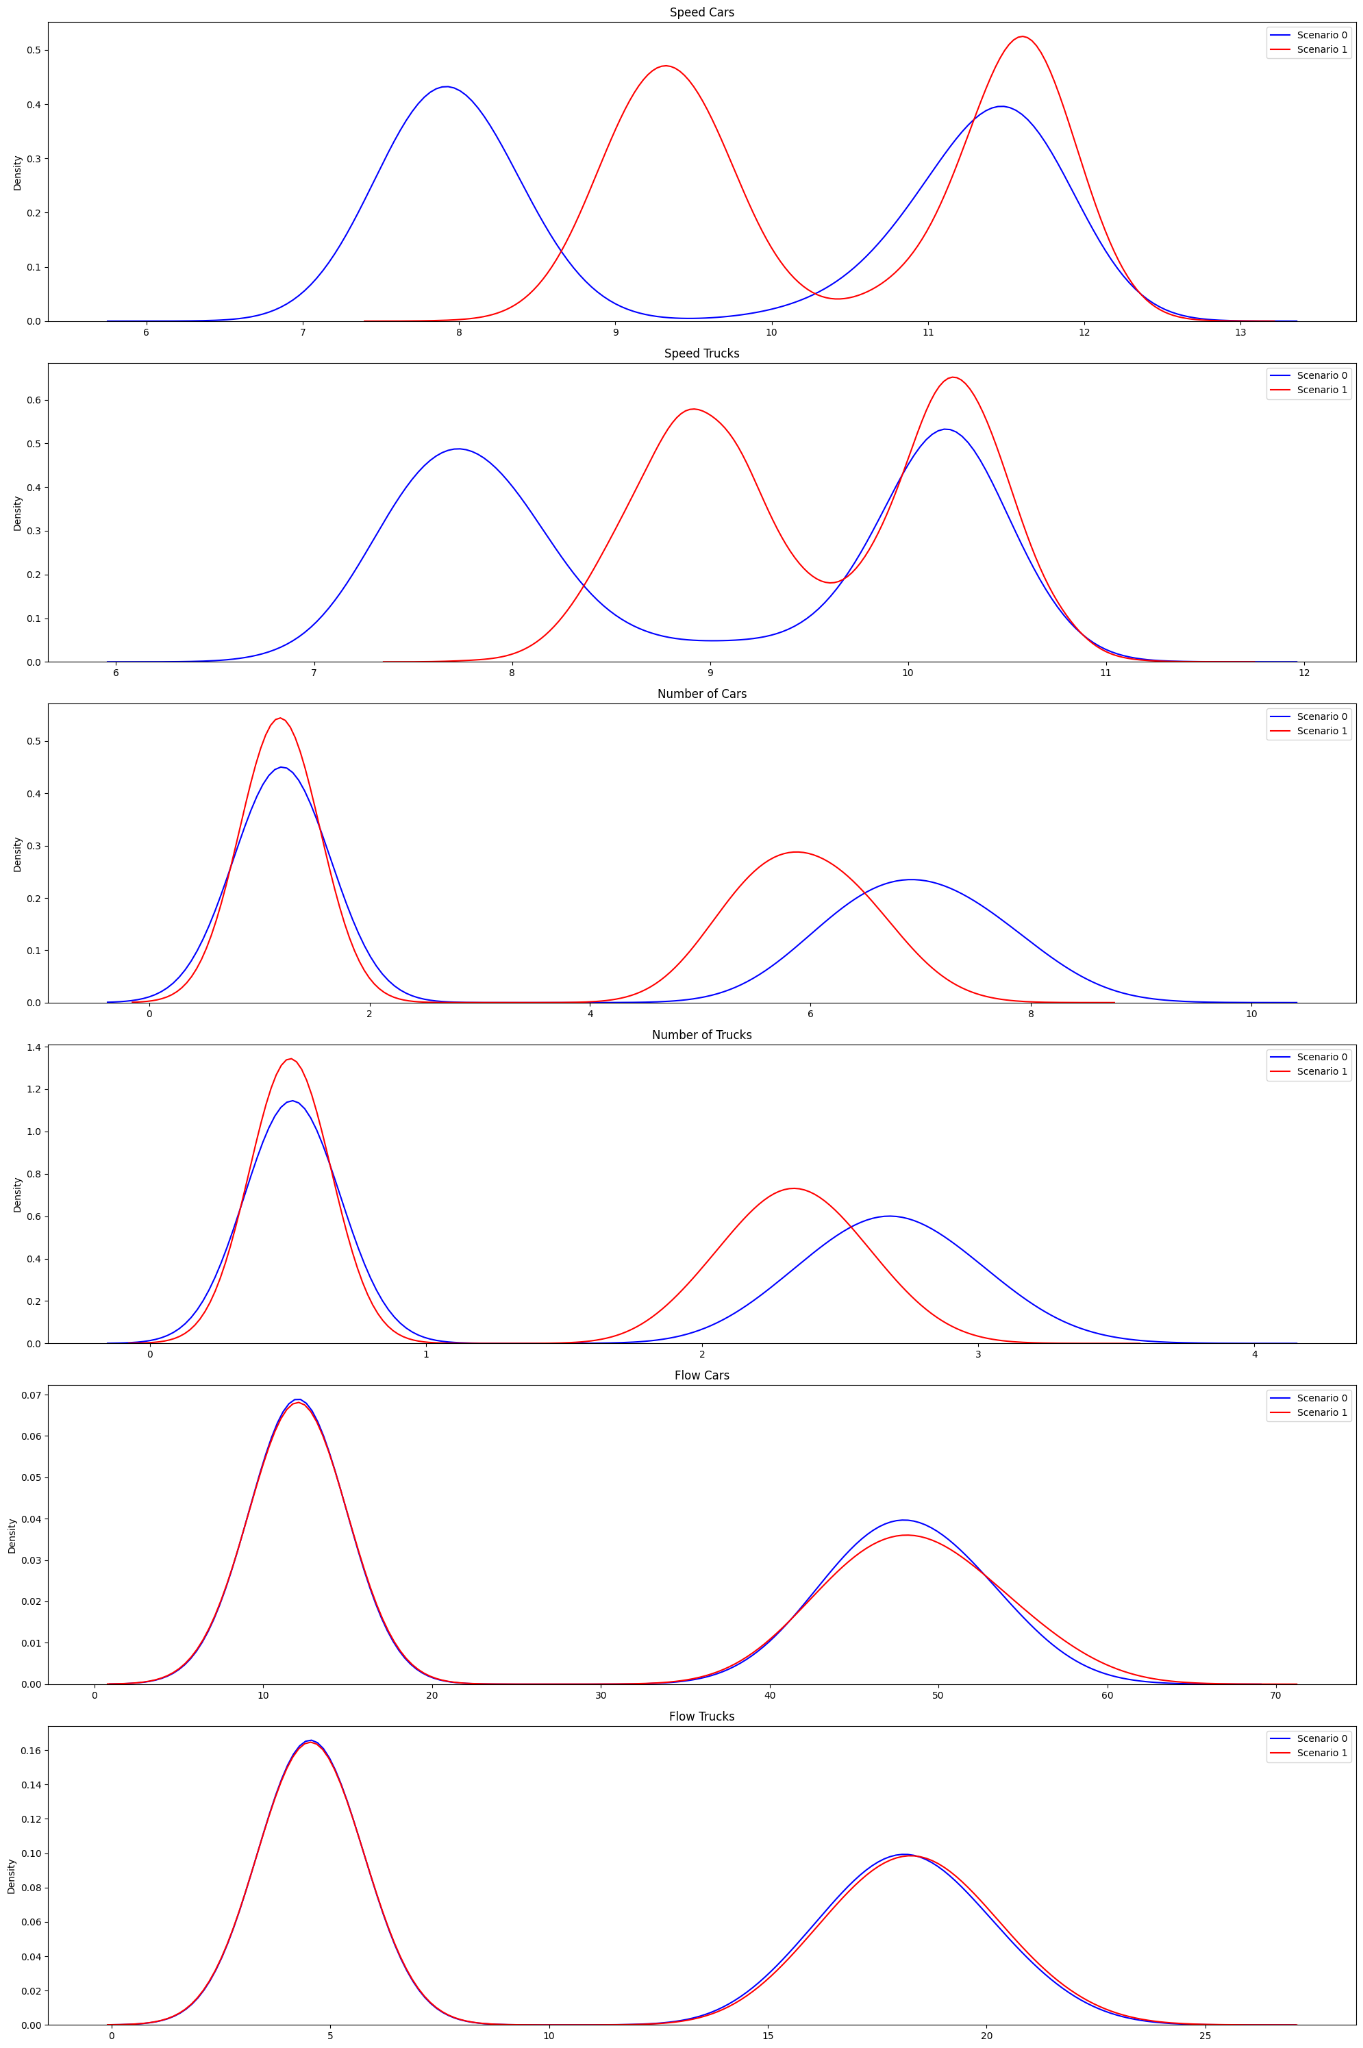 Speed Cars
Scenario 0
Scenario 1
0.5
0.4
0.3
0.2
0.1
0.0
Density
6 7 8 9 10 11 12 13
Speed Trucks
Scenario 0
Scenario 1
0.6
0.5
0.4
0.3
0.2
0.1
0.0
Density
6 7 8 9 10 11 12
Number of Cars
Scenario 0
Scenario 1
0.5
0.4
0.3
0.2
0.1
0.0
Density
0 2 4 6 8 10
Number of Trucks
Scenario 0
Scenario 1
1.4
1.2
1.0
0.8
0.6
0.4
0.2
0.0
Density
0 1 2 3 4
Flow Cars
Scenario 0
Scenario 1
0.07
0.06
0.05
0.04
0.03
0.02
0.01
0.00
Density
0 10 20 30 40 50 60 70
Flow Trucks
Scenario 0
Scenario 1
0.16
0.14
0.12
0.10
0.08
0.06
0.04
0.02
0.00
Density
0 5 10 15 20 25